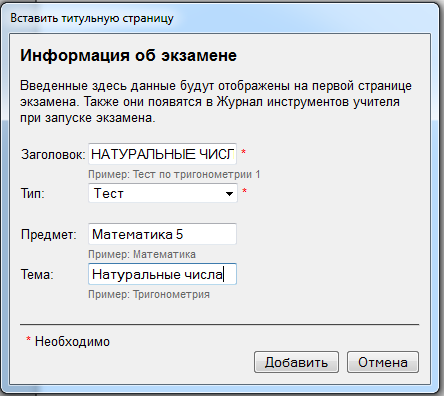 Вставить титульную страницу
Информация об экзамене
Введенные здесь данные будут отображены на первой странице
экзамена. Также они появятся в Журнал инструментов учителя
при запуске экзамена.
Заголовок: НАТУРАЛЬНЫЕ ЧИСЛ *
Пример: Тест по тригонометрии 1
Тип: Тест *
Предмет: Математика 5
Пример: Математика
Тема: Натуральные числа
Пример: Тригонометрия
* Необходимо
Добавить Отмена